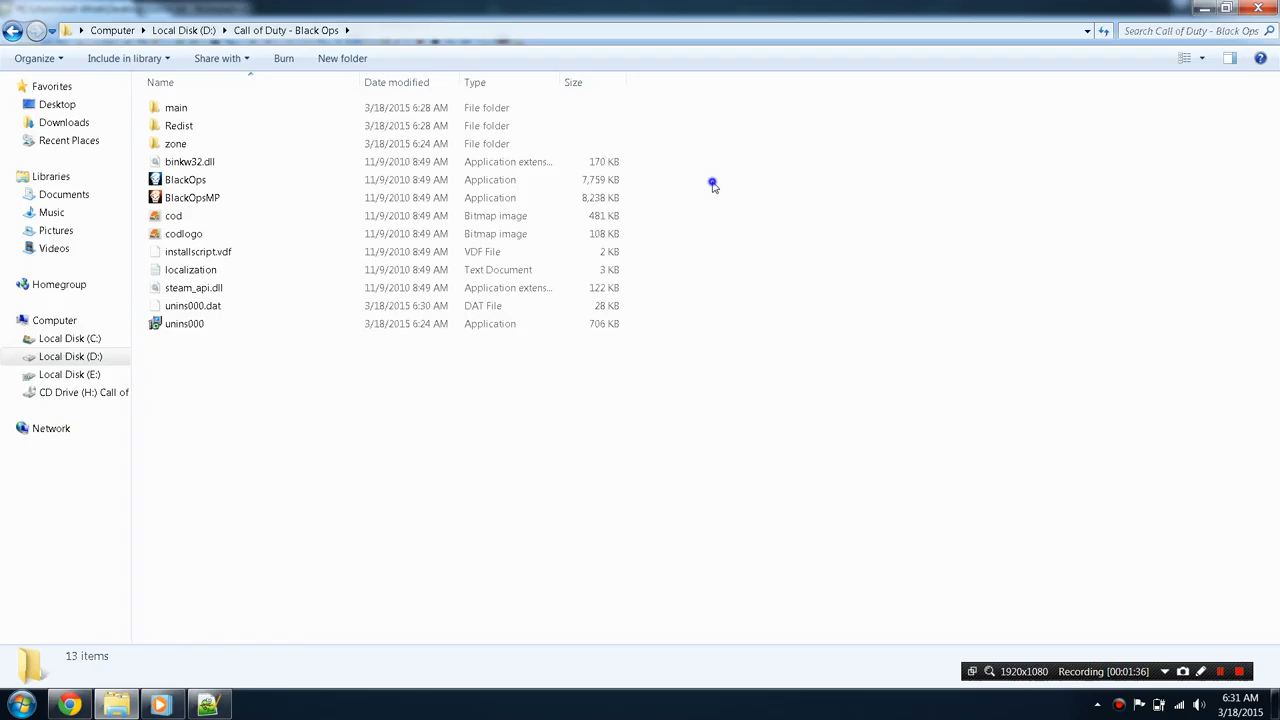 Computer ▸ Local Disk (D:) ▸ Call of Duty - Black Ops ▸
Search Call of Duty - Black Ops
Organize Include in library Share with Burn New folder
Name Date modified Type Size
Favorites
Desktop
Downloads
Recent Places
Libraries
Documents
Music
Pictures
Videos
Homegroup
Computer
Local Disk (C:)
Local Disk (D:)
Local Disk (E:)
CD Drive (H:) Call of
Network
main 3/18/2015 6:28 AM File folder
Redist 3/18/2015 6:28 AM File folder
zone 3/18/2015 6:24 AM File folder
binkw32.dll 11/9/2010 8:49 AM Application extens... 170 KB
BlackOps 11/9/2010 8:49 AM Application 7,759 KB
BlackOpsMP 11/9/2010 8:49 AM Application 8,238 KB
cod 11/9/2010 8:49 AM Bitmap image 481 KB
codlogo 11/9/2010 8:49 AM Bitmap image 108 KB
installscript.vdf 11/9/2010 8:49 AM VDF File 2 KB
localization 11/9/2010 8:49 AM Text Document 3 KB
steam_api.dll 11/9/2010 8:49 AM Application extens... 122 KB
unins000.dat 3/18/2015 6:30 AM DAT File 28 KB
unins000 3/18/2015 6:24 AM Application 706 KB
13 items
1920x1080 Recording [00:01:36]
6:31 AM
3/18/2015